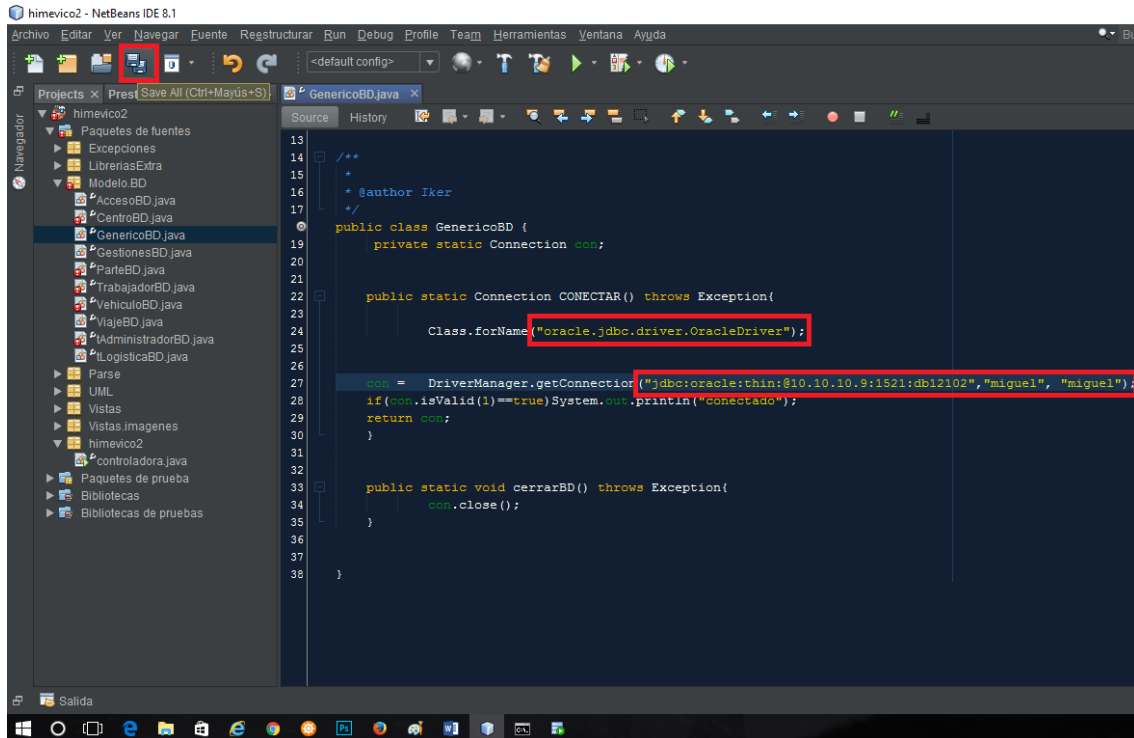 himevico2 - NetBeans IDE 8.1
Archivo Editar Ver Navegar Fuente Reestructurar Run Debug Profile Team Herramientas Ventana Ayuda
<default config>
Projects Prest Save All (Ctrl+Mayús+S) GenericoBD.java
Source History
Navegador
himevico2
Paquetes de fuentes
Excepciones
LibreriasExtra
Modelo.BD
AccesoBD.java
CentroBD.java
GenericoBD.java
GestionesBD.java
ParteBD.java
TrabajadorBD.java
VehiculoBD.java
ViajeBD.java
tAdministradorBD.java
tLogisticaBD.java
Parse
UML
Vistas
Vistas.imagenes
himevico2
controladora.java
Paquetes de prueba
Bibliotecas
Bibliotecas de pruebas
13
14 /**
15 *
16 * @author Iker
17 */
public class GenericoBD {
19 private static Connection con;
20
21
22 public static Connection CONECTAR() throws Exception{
23
24 Class.forName("oracle.jdbc.driver.OracleDriver");
25
26
27 con = DriverManager.getConnection("jdbc:oracle:thin:@10.10.10.9:1521:db12102","miguel", "miguel");
28 if(con.isValid(1)==true)System.out.println("conectado");
29 return con;
30 }
31
32
33 public static void cerrarBD() throws Exception{
34 con.close();
35 }
36
37
38 }
Salida
Ps